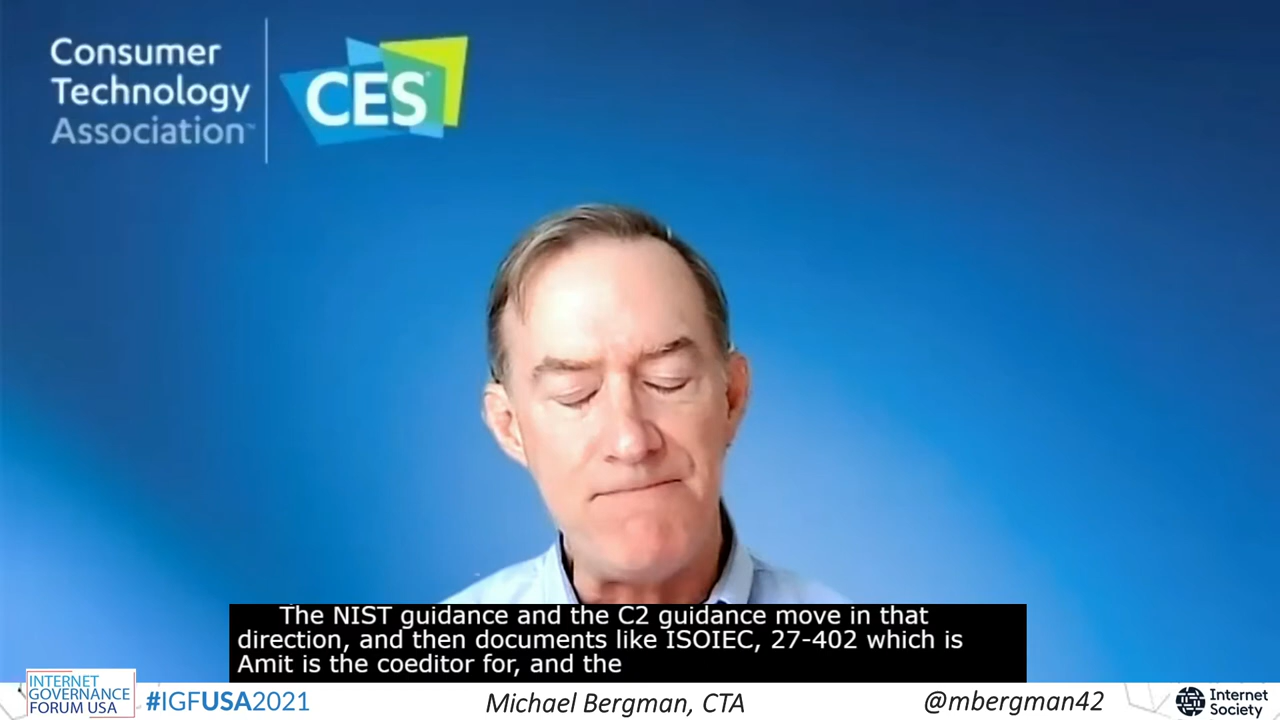 Consumer
Technology
Association™
CES
The NIST guidance and the C2 guidance move in that
direction, and then documents like ISOIEC, 27-402 which is
Amit is the coeditor for, and the
INTERNET
GOVERNANCE
FORUM USA
#IGFUSA2021
Michael Bergman, CTA
@mbergman42
Internet
Society